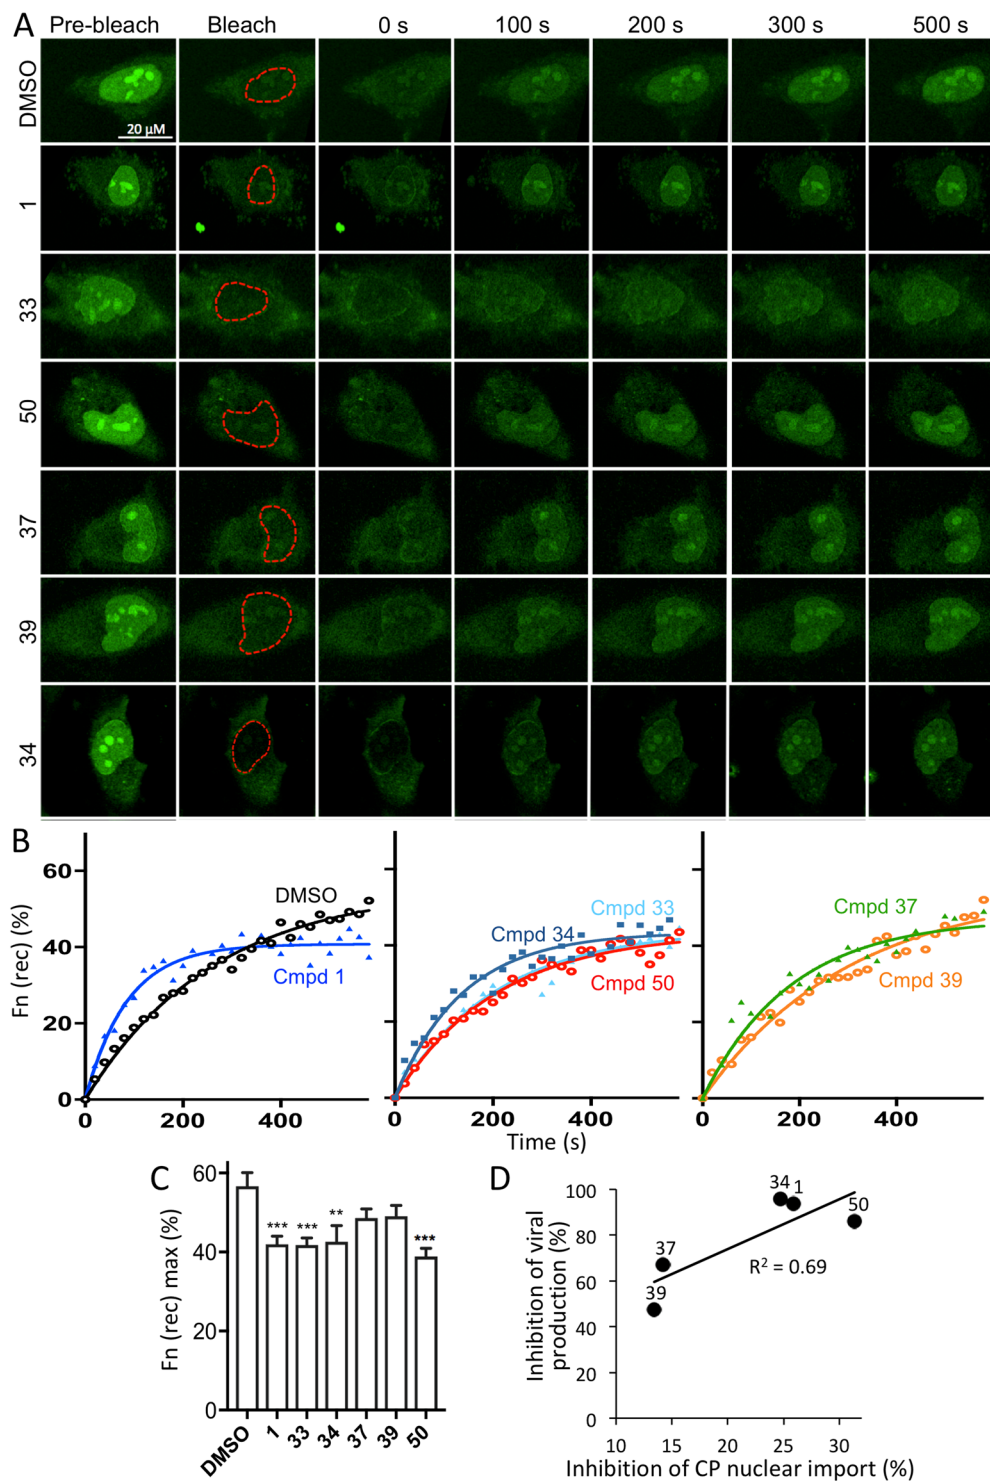 A
Pre-bleach Bleach 0 s 100 s 200 s 300 s 500 s
DMSO
20 µM
1
33
50
37
39
34
B
Fn (rec) (%)
60
40
20
0
DMSO
Cmpd 1
0 200 400
Cmpd 33
Cmpd 34
Cmpd 50
0 200 400
Cmpd 37
Cmpd 39
0 200 400
Time (s)
C
Fn (rec) max (%)
60
40
20
0
*** *** ** ***
DMSO 1 33 34 37 39 50
D
Inhibition of viral
production (%)
100
80
60
40
20
0
34 1
50
37
39
R² = 0.69
10 15 20 25 30
Inhibition of CP nuclear import (%)